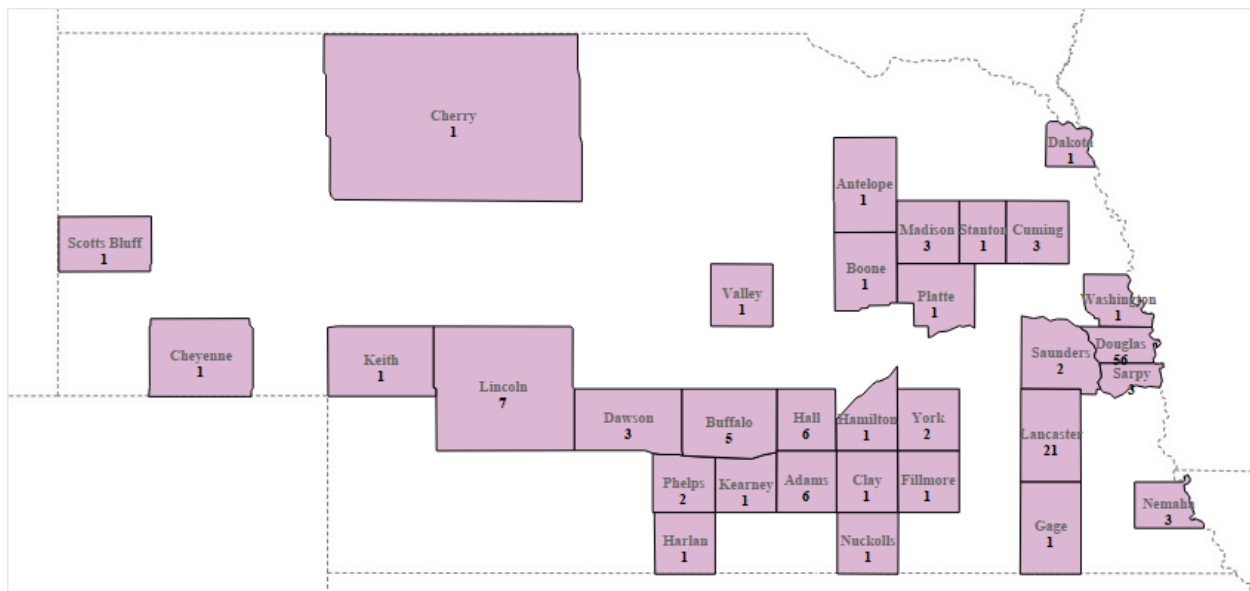 Cherry
1
Dakota
1
Antelope
1
Madison
3
Stanton
1
Cuming
3
Scotts Bluff
1
Boone
1
Valley
1
Platte
1
Washington
1
Cheyenne
1
Keith
1
Lincoln
7
Saunders
2
Douglas
56
Sarpy
3
Dawson
3
Buffalo
5
Hall
6
Hamilton
1
York
2
Lancaster
21
Phelps
2
Kearney
1
Adams
6
Clay
1
Fillmore
1
Nemaha
3
Harlan
1
Nuckolls
1
Gage
1